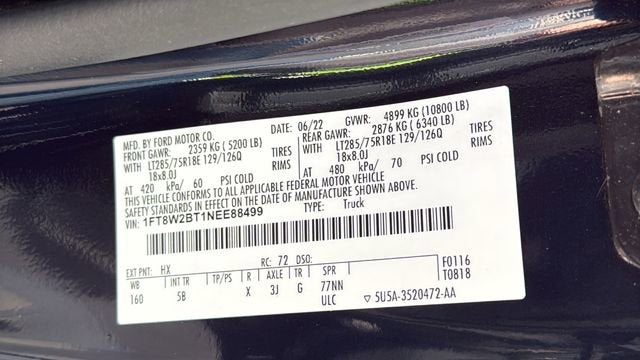 MFD. BY FORD MOTOR CO. DATE: 06/22 GVWR: 4899 KG (10800 LB)
FRONT GAWR: 2359 KG (5200 LB) REAR GAWR: 2876 KG (6340 LB)
WITH LT285/75R18E 129/126Q TIRES WITH LT285/75R18E 129/126Q TIRES
18x8.0J RIMS 18x8.0J RIMS
AT 420 kPa/ 60 PSI COLD AT 480 kPa/ 70 PSI COLD
THIS VEHICLE CONFORMS TO ALL APPLICABLE FEDERAL MOTOR VEHICLE
SAFETY STANDARDS IN EFFECT ON THE DATE OF MANUFACTURE SHOWN ABOVE.
VIN: 1FT8W2BT1NEE88499 TYPE: Truck
EXT PNT: HX RC: 72 DSO: F0116
WB INT TR TP/PS R AXLE TR SPR T0818
160 5B X 3J G 77NN
ULC ▽ 5U5A-3520472-AA